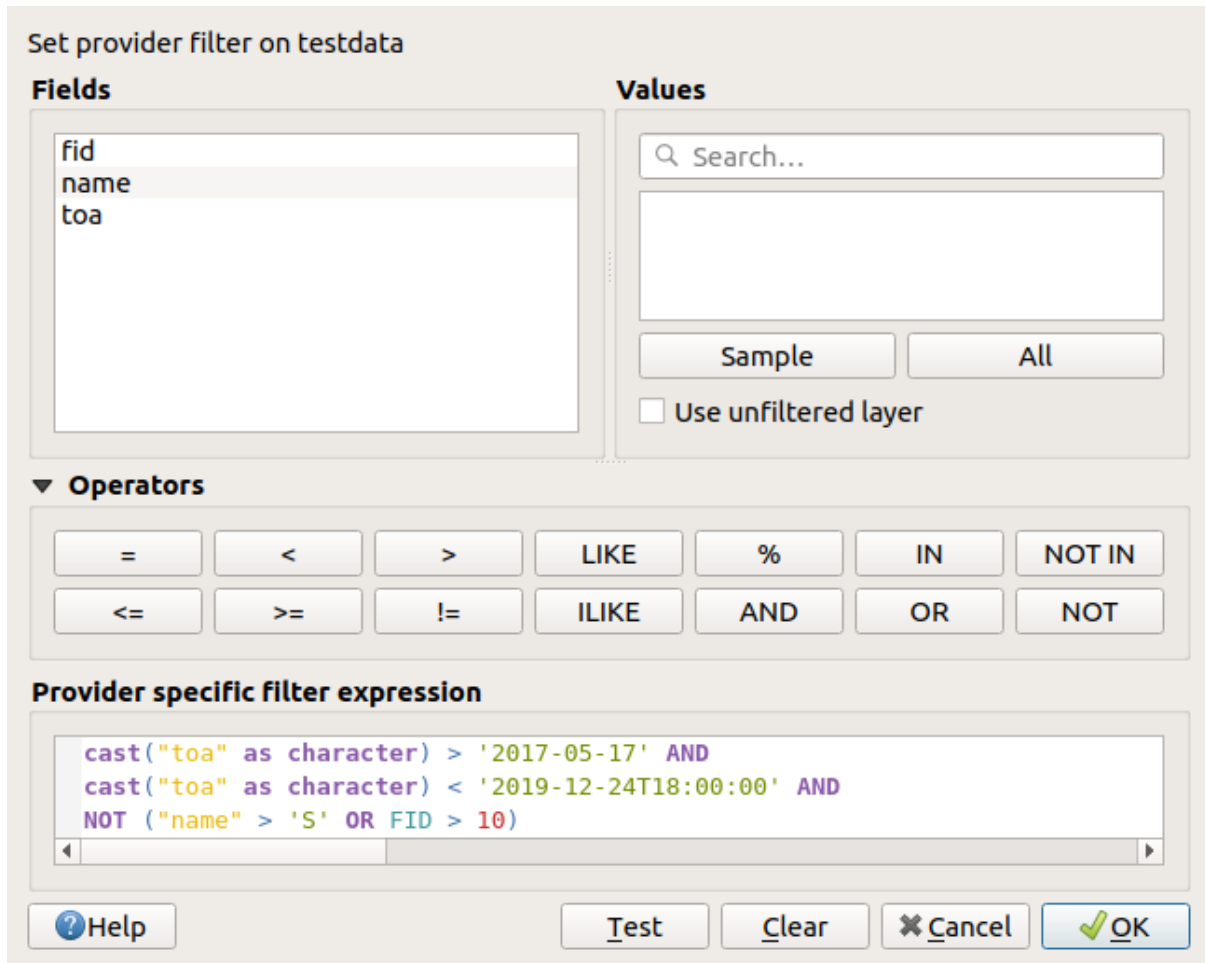 Set provider filter on testdata
Fields
Values
fid
name
toa
Search...
Sample
All
Use unfiltered layer
Operators
= < > LIKE % IN NOT IN
<= >= != ILIKE AND OR NOT
Provider specific filter expression
cast("toa" as character) > '2017-05-17' AND
cast("toa" as character) < '2019-12-24T18:00:00' AND
NOT ("name" > 'S' OR FID > 10)
Help Test Clear Cancel OK